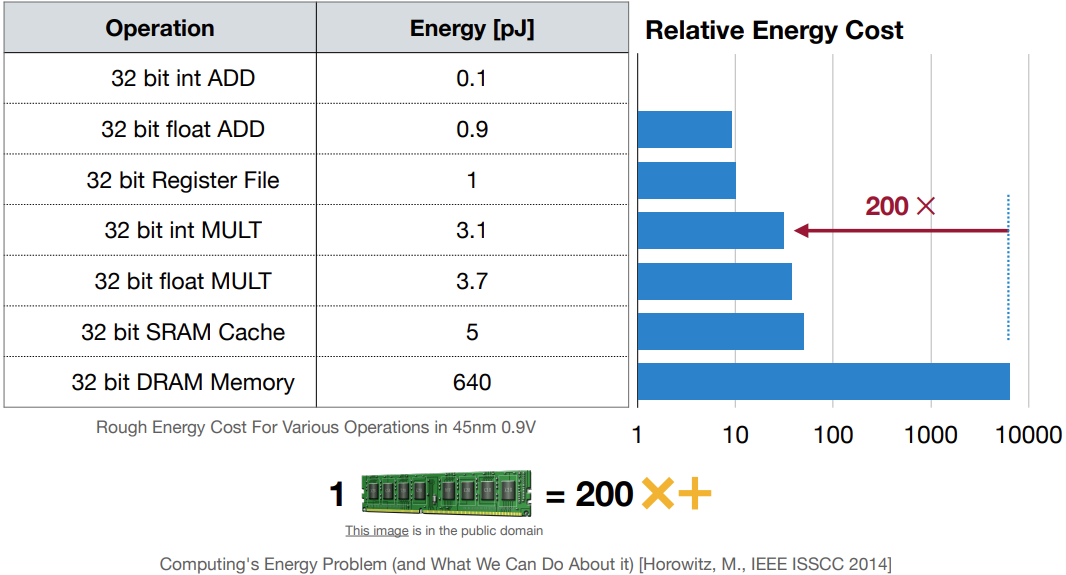 Operation Energy [pJ] Relative Energy Cost
32 bit int ADD 0.1
32 bit float ADD 0.9
32 bit Register File 1
200 ×
32 bit int MULT 3.1
32 bit float MULT 3.7
32 bit SRAM Cache 5
32 bit DRAM Memory 640
Rough Energy Cost For Various Operations in 45nm 0.9V
1 10 100 1000 10000
1 = 200 ×+
This image is in the public domain
Computing's Energy Problem (and What We Can Do About it) [Horowitz, M., IEEE ISSCC 2014]